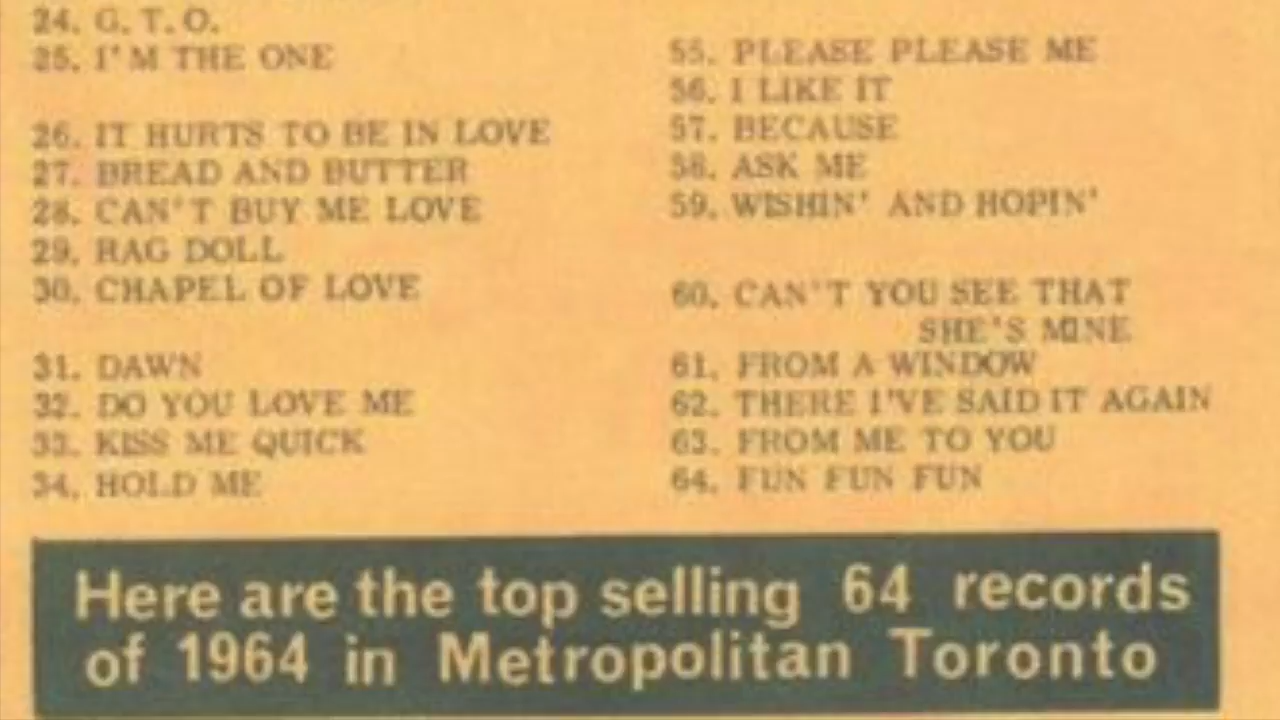 24. G. T. O.
25. I'M THE ONE
26. IT HURTS TO BE IN LOVE
27. BREAD AND BUTTER
28. CAN'T BUY ME LOVE
29. RAG DOLL
30. CHAPEL OF LOVE
31. DAWN
32. DO YOU LOVE ME
33. KISS ME QUICK
34. HOLD ME
55. PLEASE PLEASE ME
56. I LIKE IT
57. BECAUSE
58. ASK ME
59. WISHIN' AND HOPIN'
60. CAN'T YOU SEE THAT
SHE'S MINE
61. FROM A WINDOW
62. THERE I'VE SAID IT AGAIN
63. FROM ME TO YOU
64. FUN FUN FUN
Here are the top selling 64 records
of 1964 in Metropolitan Toronto